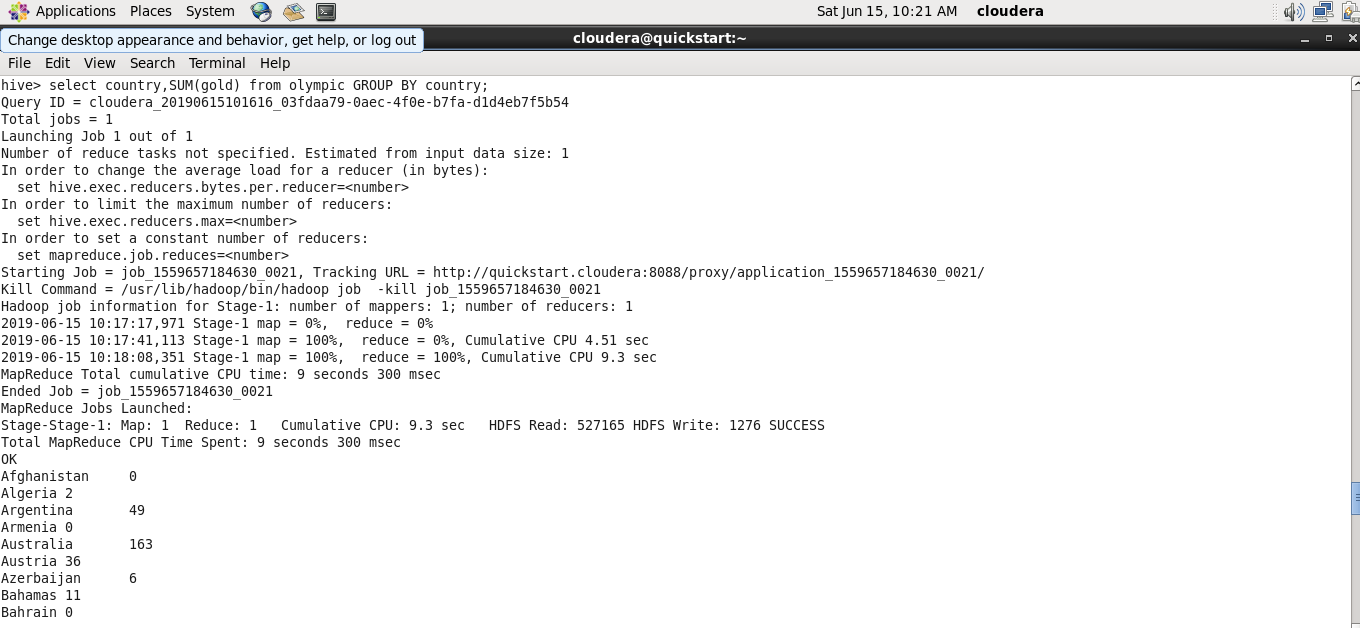 Applications Places System Sat Jun 15, 10:21 AM cloudera
Change desktop appearance and behavior, get help, or log out
cloudera@quickstart:~
File Edit View Search Terminal Help
hive> select country,SUM(gold) from olympic GROUP BY country;
Query ID = cloudera_20190615101616_03fdaa79-0aec-4f0e-b7fa-d1d4eb7f5b54
Total jobs = 1
Launching Job 1 out of 1
Number of reduce tasks not specified. Estimated from input data size: 1
In order to change the average load for a reducer (in bytes):
  set hive.exec.reducers.bytes.per.reducer=<number>
In order to limit the maximum number of reducers:
  set hive.exec.reducers.max=<number>
In order to set a constant number of reducers:
  set mapreduce.job.reduces=<number>
Starting Job = job_1559657184630_0021, Tracking URL = http://quickstart.cloudera:8088/proxy/application_1559657184630_0021/
Kill Command = /usr/lib/hadoop/bin/hadoop job  -kill job_1559657184630_0021
Hadoop job information for Stage-1: number of mappers: 1; number of reducers: 1
2019-06-15 10:17:17,971 Stage-1 map = 0%,  reduce = 0%
2019-06-15 10:17:41,113 Stage-1 map = 100%,  reduce = 0%, Cumulative CPU 4.51 sec
2019-06-15 10:18:08,351 Stage-1 map = 100%,  reduce = 100%, Cumulative CPU 9.3 sec
MapReduce Total cumulative CPU time: 9 seconds 300 msec
Ended Job = job_1559657184630_0021
MapReduce Jobs Launched:
Stage-Stage-1: Map: 1  Reduce: 1   Cumulative CPU: 9.3 sec   HDFS Read: 527165 HDFS Write: 1276 SUCCESS
Total MapReduce CPU Time Spent: 9 seconds 300 msec
OK
Afghanistan     0
Algeria 2
Argentina       49
Armenia 0
Australia       163
Austria 36
Azerbaijan      6
Bahamas 11
Bahrain 0